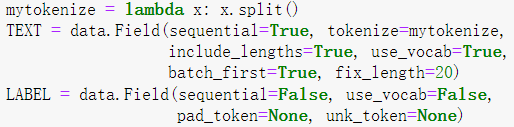 mytokenize = lambda x: x.split()
TEXT = data.Field(sequential=True, tokenize=mytokenize,
include_lengths=True, use_vocab=True,
batch_first=True, fix_length=20)
LABEL = data.Field(sequential=False, use_vocab=False,
pad_token=None, unk_token=None)